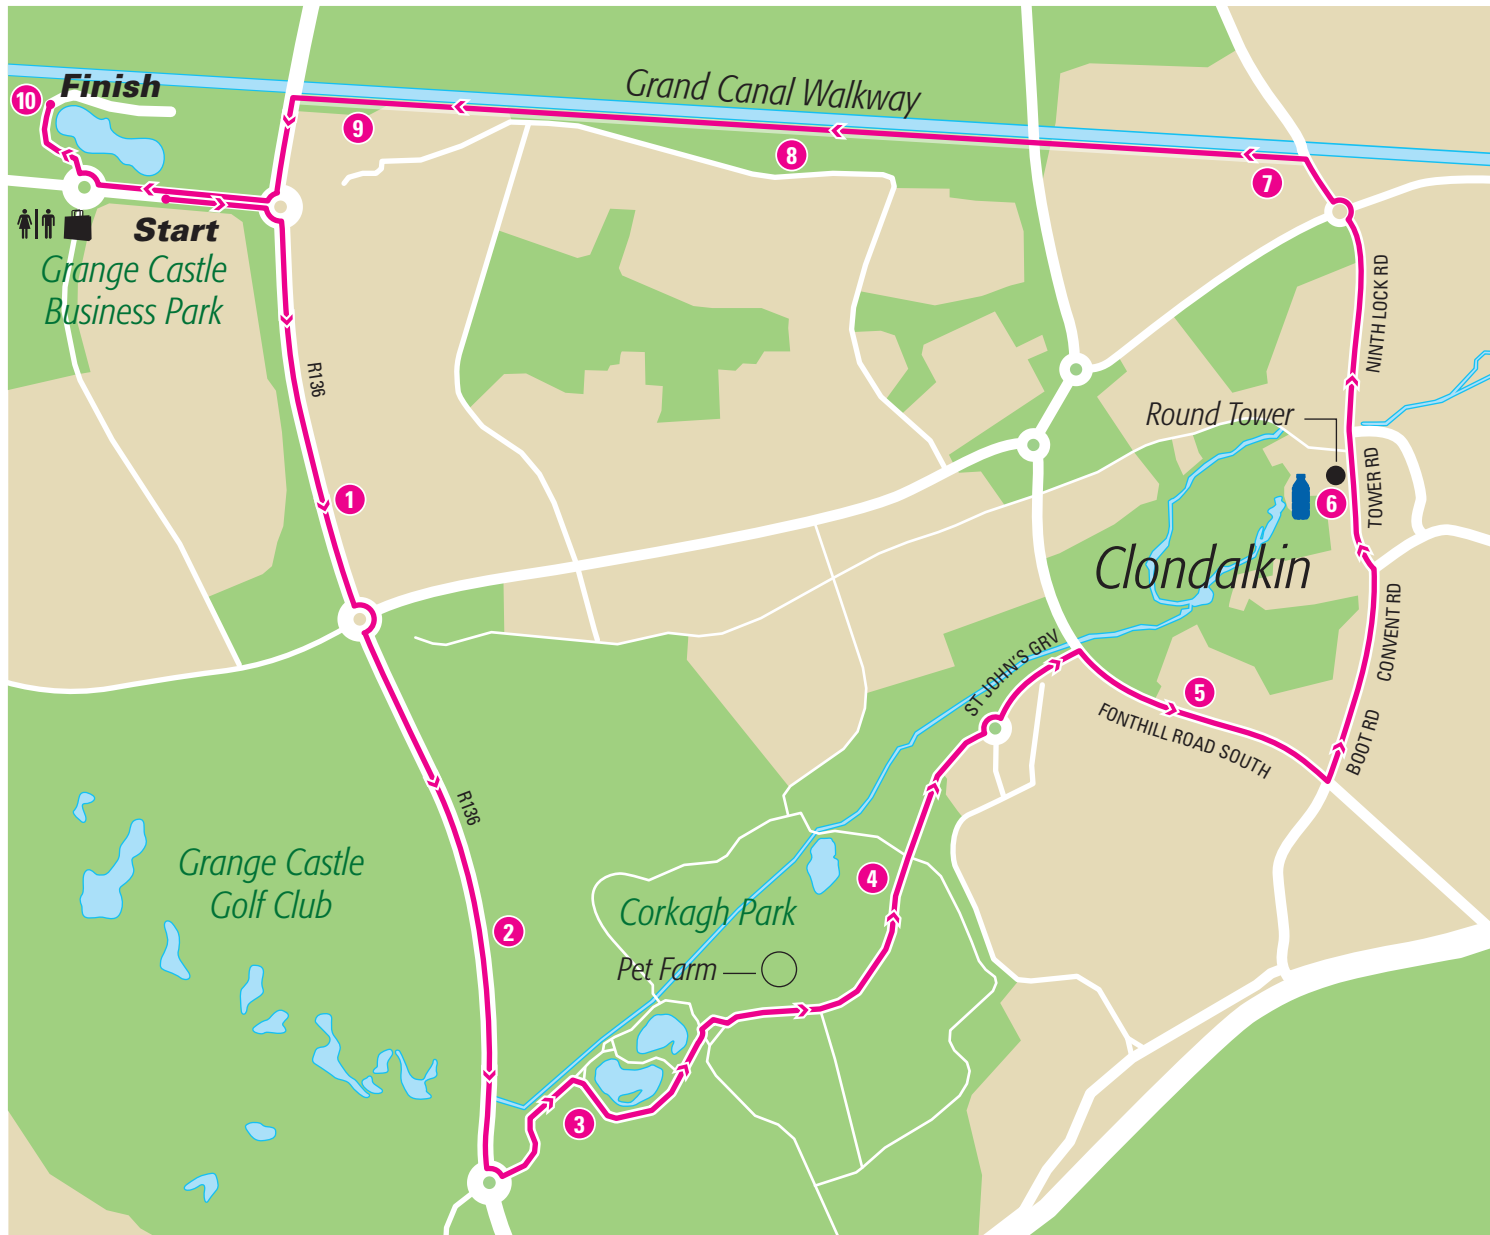 Finish
10
Grand Canal Walkway
9
8
7
Start
Grange Castle
Business Park
NINTH LOCK RD
R136
Round Tower
1
6
TOWER RD
Clondalkin
CONVENT RD
ST JOHN'S GRV
5
FONTHILL ROAD SOUTH
BOOT RD
R136
Grange Castle
Golf Club
4
Corkagh Park
2
Pet Farm
3